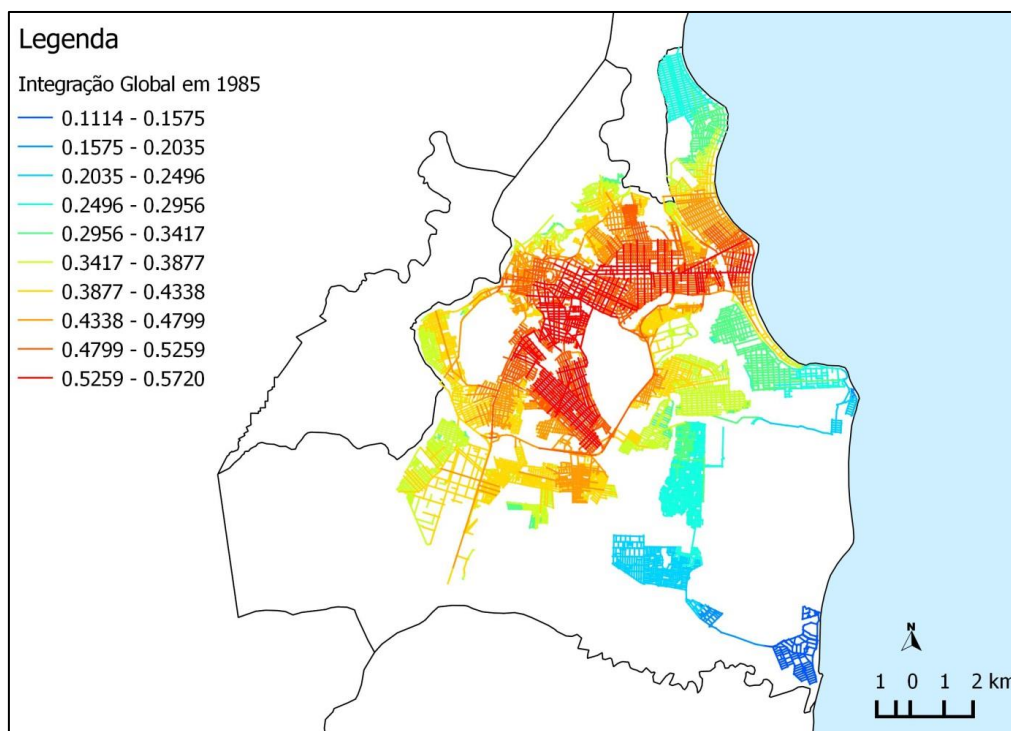 Legenda
Integração Global em 1985
0.1114 - 0.1575
0.1575 - 0.2035
0.2035 - 0.2496
0.2496 - 0.2956
0.2956 - 0.3417
0.3417 - 0.3877
0.3877 - 0.4338
0.4338 - 0.4799
0.4799 - 0.5259
0.5259 - 0.5720
N
1 0 1 2 km